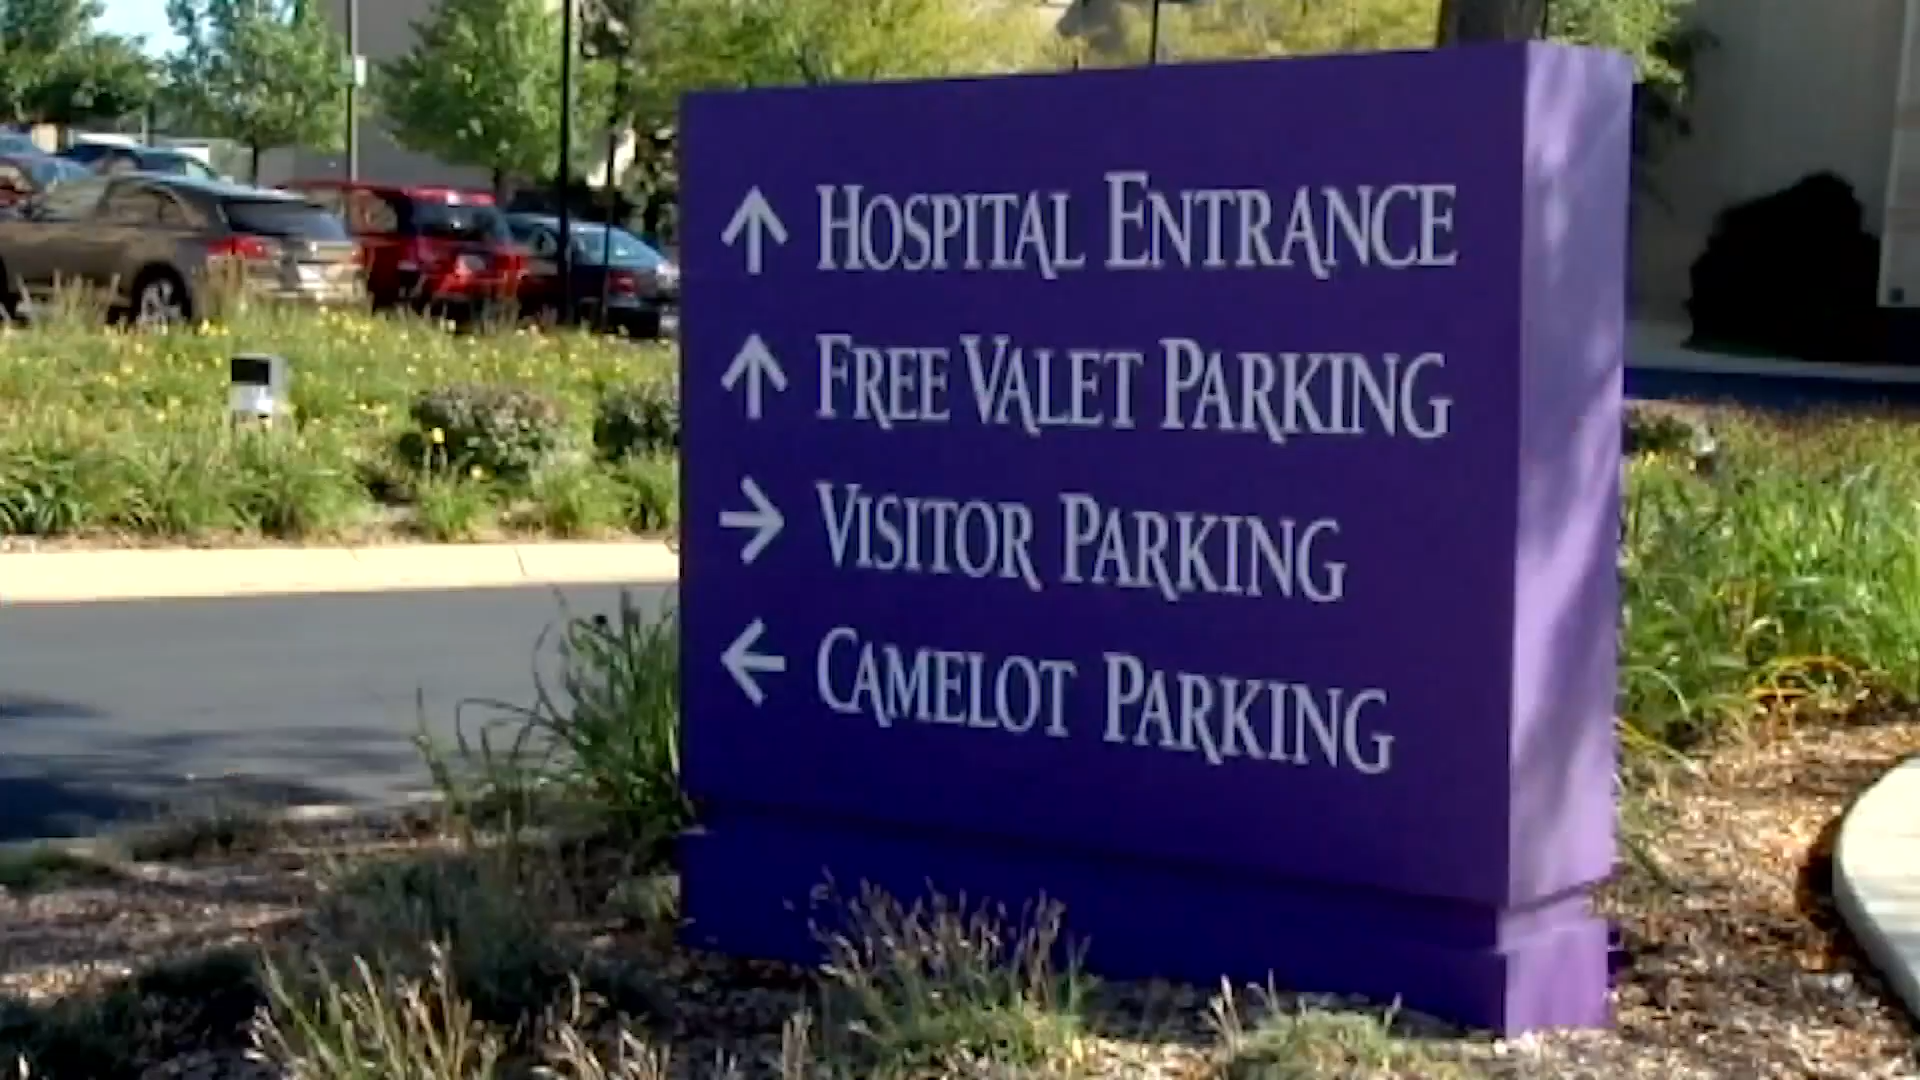 ↑ HOSPITAL ENTRANCE
↑ FREE VALET PARKING
→ VISITOR PARKING
← CAMELOT PARKING